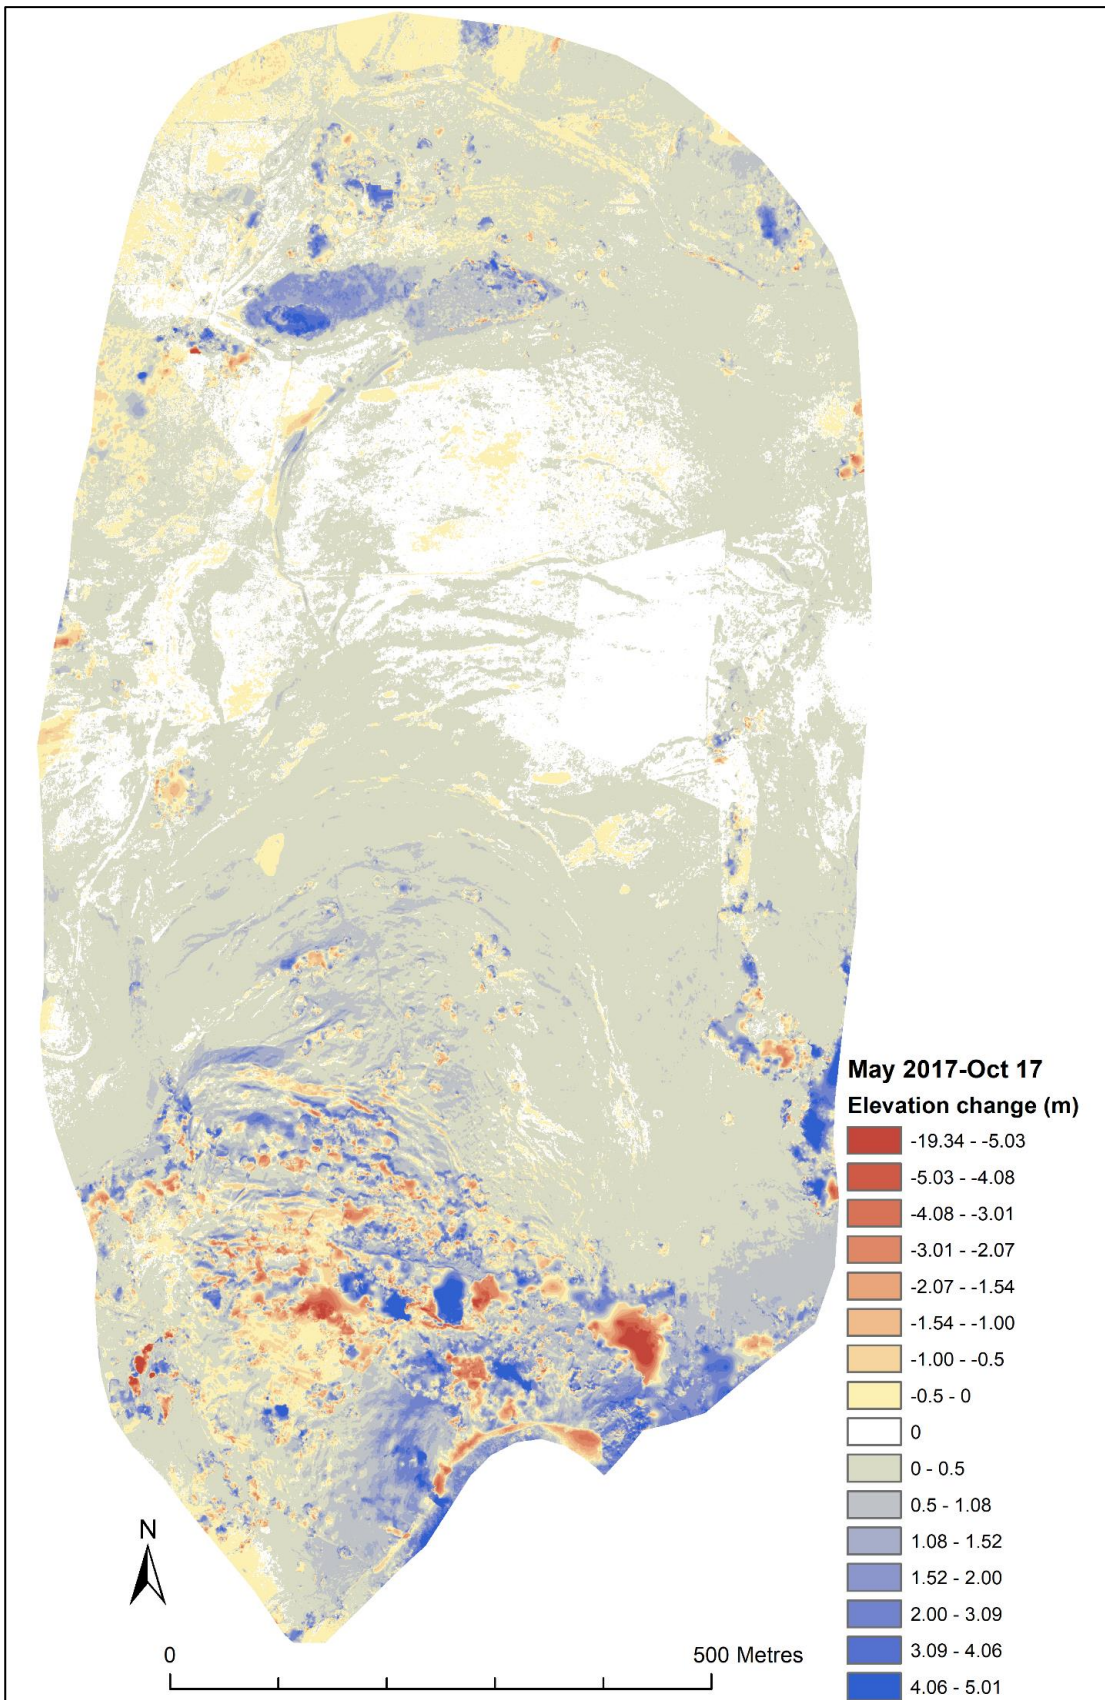 May 2017-Oct 17
Elevation change (m)
-19.34 - -5.03
-5.03 - -4.08
-4.08 - -3.01
-3.01 - -2.07
-2.07 - -1.54
-1.54 - -1.00
-1.00 - -0.5
-0.5 - 0
0
0 - 0.5
0.5 - 1.08
1.08 - 1.52
1.52 - 2.00
2.00 - 3.09
3.09 - 4.06
4.06 - 5.01
N
0 500 Metres